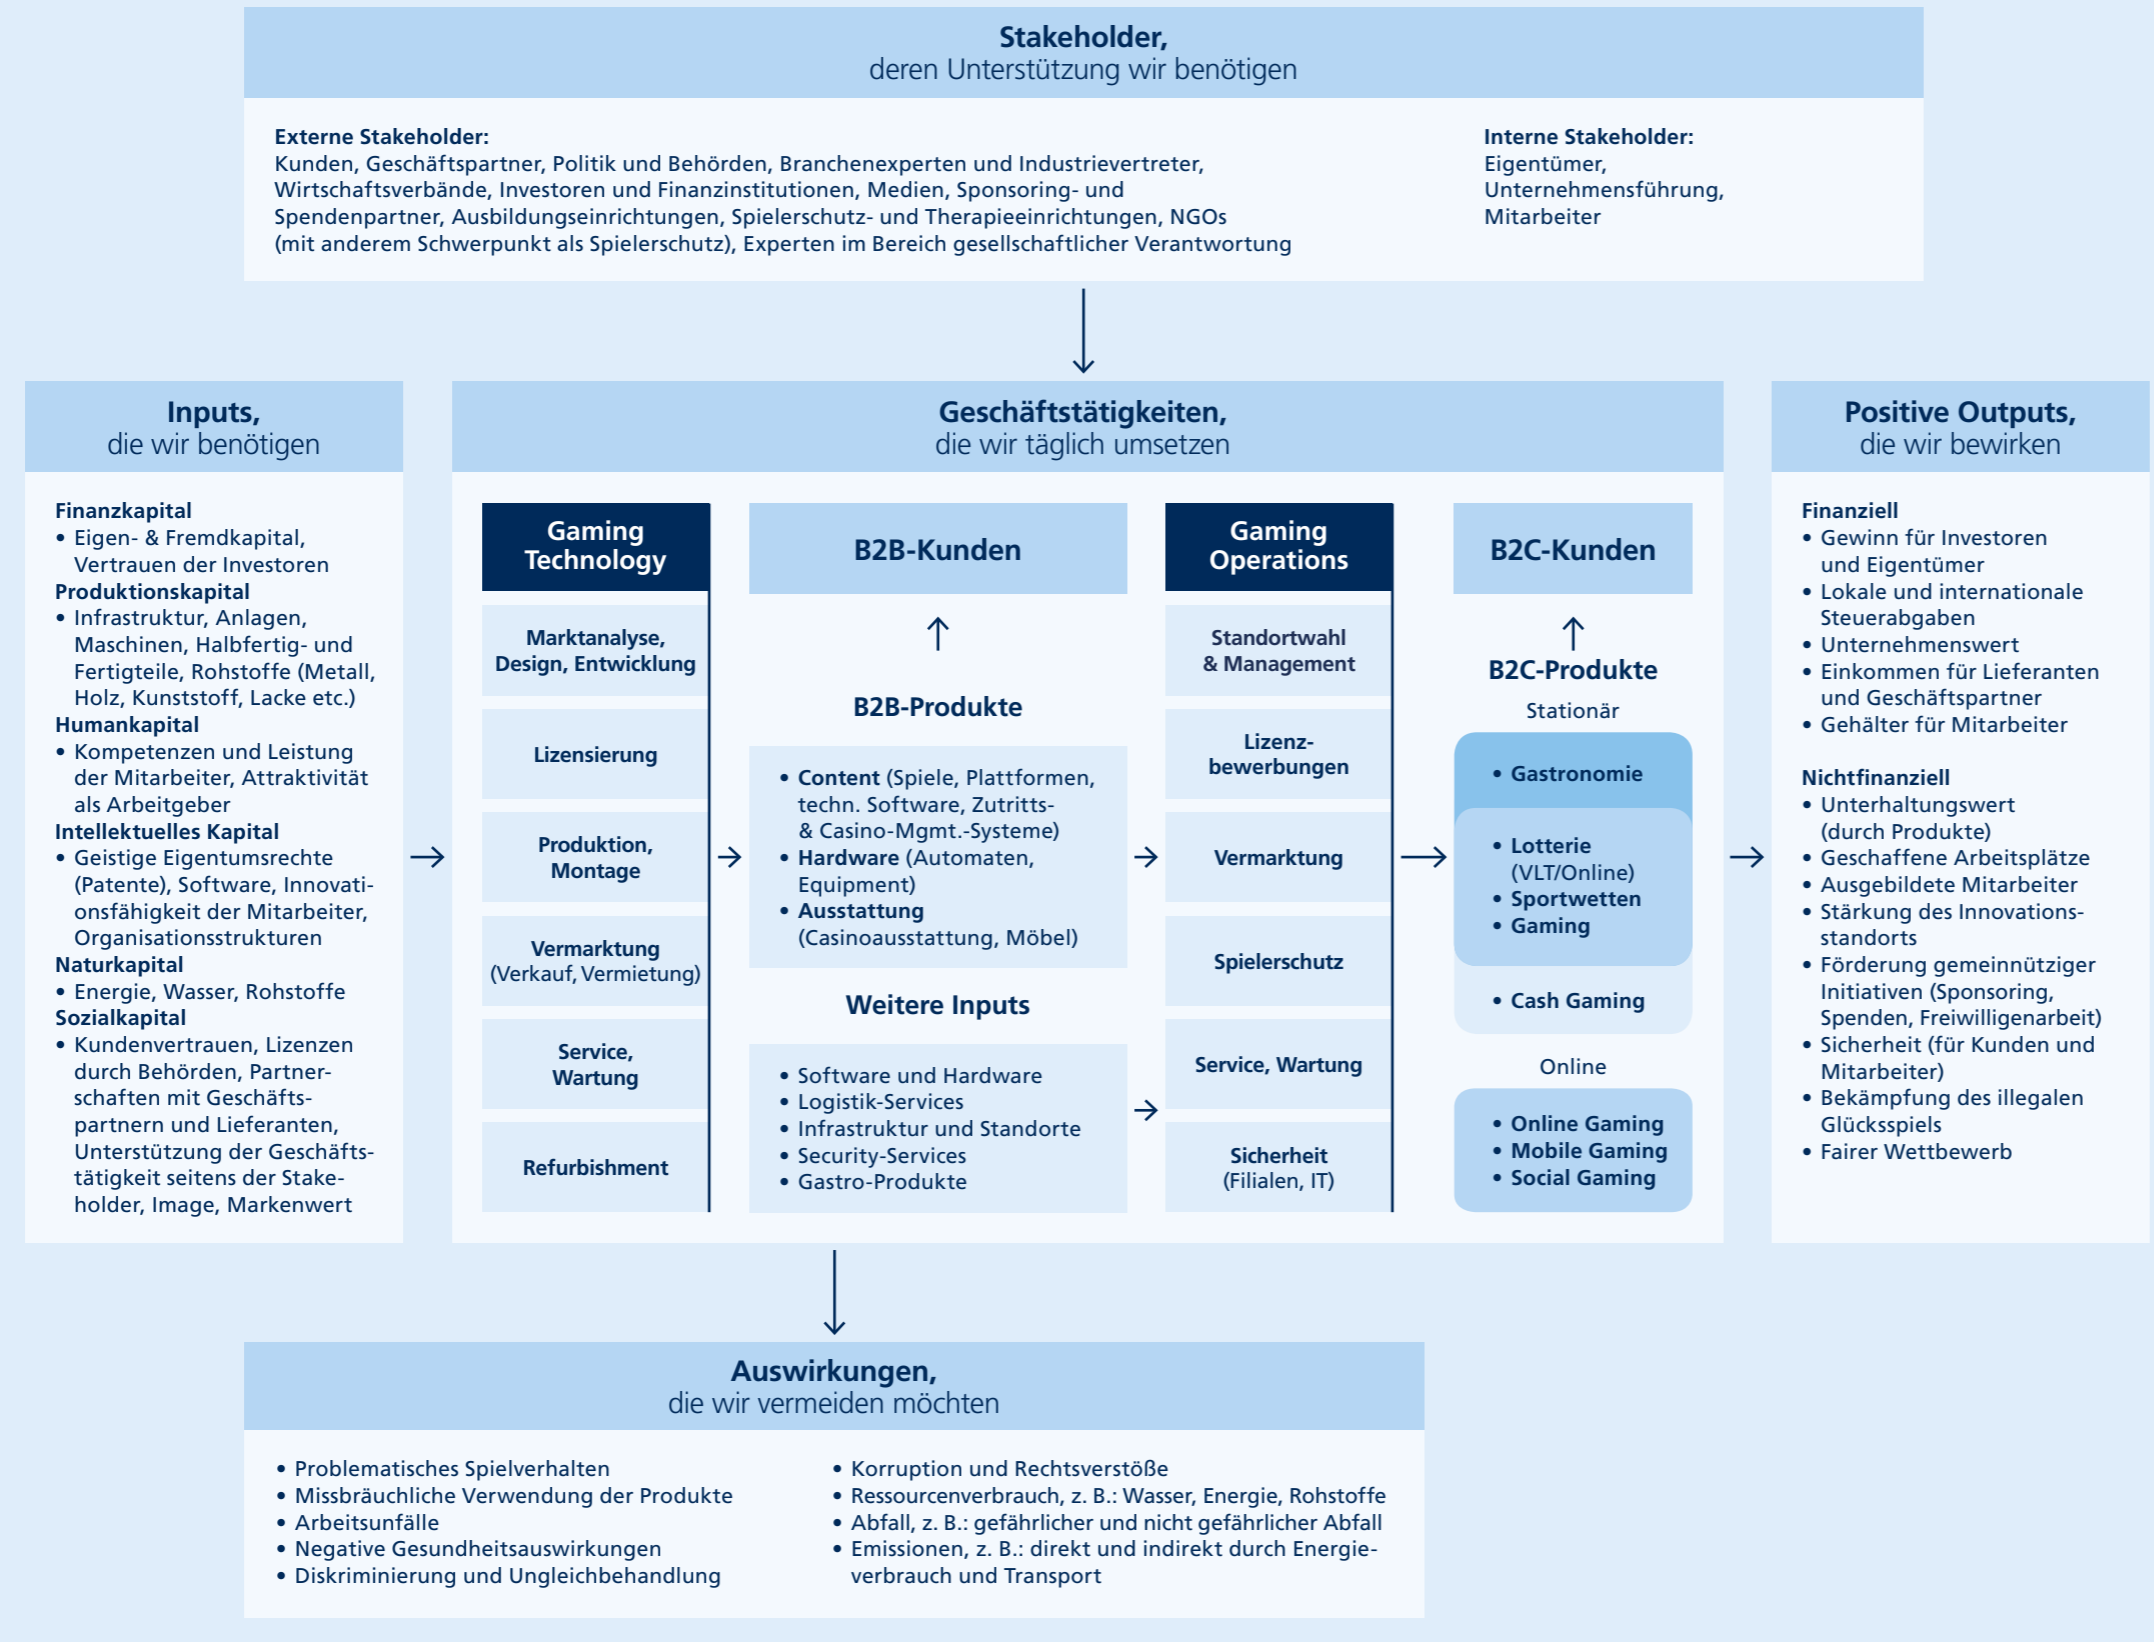 Stakeholder,
deren Unterstützung wir benötigen
Externe Stakeholder:
Kunden, Geschäftspartner, Politik und Behörden, Branchenexperten und Industrievertreter,
Wirtschaftsverbände, Investoren und Finanzinstitutionen, Medien, Sponsoring- und
Spendenpartner, Ausbildungseinrichtungen, Spielerschutz- und Therapieeinrichtungen, NGOs
(mit anderem Schwerpunkt als Spielerschutz), Experten im Bereich gesellschaftlicher Verantwortung
Interne Stakeholder:
Eigentümer,
Unternehmensführung,
Mitarbeiter
Inputs,
die wir benötigen
Finanzkapital
• Eigen- & Fremdkapital,
Vertrauen der Investoren
Produktionskapital
• Infrastruktur, Anlagen,
Maschinen, Halbfertig- und
Fertigteile, Rohstoffe (Metall,
Holz, Kunststoff, Lacke etc.)
Humankapital
• Kompetenzen und Leistung
der Mitarbeiter, Attraktivität
als Arbeitgeber
Intellektuelles Kapital
• Geistige Eigentumsrechte
(Patente), Software, Innovati-
onsfähigkeit der Mitarbeiter,
Organisationsstrukturen
Naturkapital
• Energie, Wasser, Rohstoffe
Sozialkapital
• Kundenvertrauen, Lizenzen
durch Behörden, Partner-
schaften mit Geschäfts-
partnern und Lieferanten,
Unterstützung der Geschäfts-
tätigkeit seitens der Stake-
holder, Image, Markenwert
Geschäftstätigkeiten,
die wir täglich umsetzen
Gaming
Technology
Marktanalyse,
Design, Entwicklung
Lizensierung
Produktion,
Montage
Vermarktung
(Verkauf, Vermietung)
Service,
Wartung
Refurbishment
B2B-Kunden
B2B-Produkte
• Content (Spiele, Plattformen,
techn. Software, Zutritts-
& Casino-Mgmt.-Systeme)
• Hardware (Automaten,
Equipment)
• Ausstattung
(Casinoausstattung, Möbel)
Weitere Inputs
• Software und Hardware
• Logistik-Services
• Infrastruktur und Standorte
• Security-Services
• Gastro-Produkte
Gaming
Operations
Standortwahl
& Management
Lizenz-
bewerbungen
Vermarktung
Spielerschutz
Service, Wartung
Sicherheit
(Filialen, IT)
B2C-Kunden
B2C-Produkte
Stationär
• Gastronomie
• Lotterie
(VLT/Online)
• Sportwetten
• Gaming
• Cash Gaming
Online
• Online Gaming
• Mobile Gaming
• Social Gaming
Positive Outputs,
die wir bewirken
Finanziell
• Gewinn für Investoren
und Eigentümer
• Lokale und internationale
Steuerabgaben
• Unternehmenswert
• Einkommen für Lieferanten
und Geschäftspartner
• Gehälter für Mitarbeiter
Nichtfinanziell
• Unterhaltungswert
(durch Produkte)
• Geschaffene Arbeitsplätze
• Ausgebildete Mitarbeiter
• Stärkung des Innovations-
standorts
• Förderung gemeinnütziger
Initiativen (Sponsoring,
Spenden, Freiwilligenarbeit)
• Sicherheit (für Kunden und
Mitarbeiter)
• Bekämpfung des illegalen
Glücksspiels
• Fairer Wettbewerb
Auswirkungen,
die wir vermeiden möchten
• Problematisches Spielverhalten
• Missbräuchliche Verwendung der Produkte
• Arbeitsunfälle
• Negative Gesundheitsauswirkungen
• Diskriminierung und Ungleichbehandlung
• Korruption und Rechtsverstöße
• Ressourcenverbrauch, z. B.: Wasser, Energie, Rohstoffe
• Abfall, z. B.: gefährlicher und nicht gefährlicher Abfall
• Emissionen, z. B.: direkt und indirekt durch Energie-
verbrauch und Transport